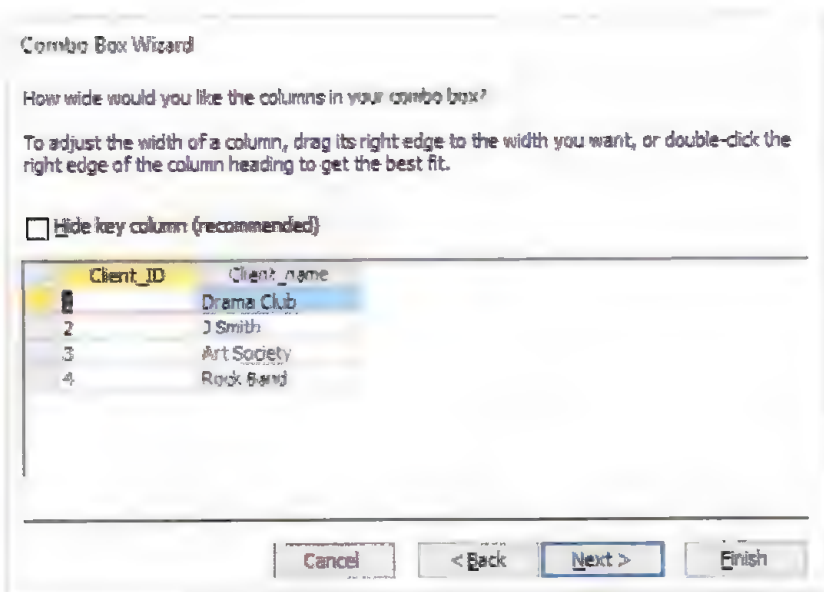 Combo Box Wizard
How wide would you like the columns in your combo box?
To adjust the width of a column, drag its right edge to the width you want, or double-click the
right edge of the column heading to get the best fit.
Hide key column (recommended)
Client_ID Client_name
1 Drama Club
2 J Smith
3 Art Society
4 Rock Band
Cancel < Back Next > Finish